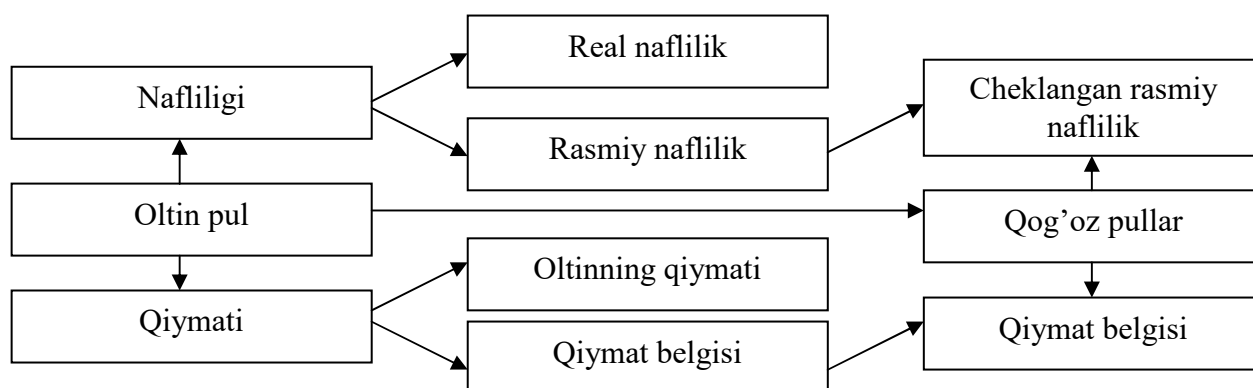 Real naflilik
Nafliligi
Cheklangan rasmiy
naflilik
Rasmiy naflilik
Oltin pul
Qog’oz pullar
Oltinning qiymati
Qiymati
Qiymat belgisi
Qiymat belgisi